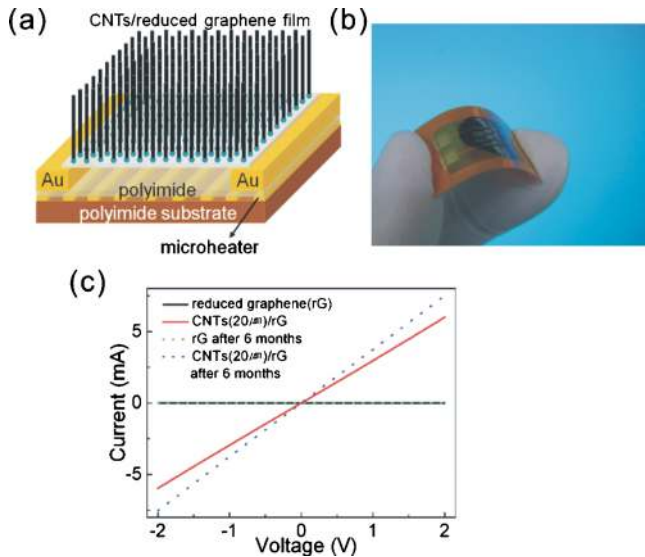 (a)
CNTs/reduced graphene film
Au
Au
polyimide
polyimide substrate
microheater
(b)
(c)
reduced graphene(rG)
CNTs(20㎛)/rG
rG after 6 months
CNTs(20㎛)/rG
after 6 months
Current (mA)
5
0
-5
-2
-1
0
1
2
Voltage (V)